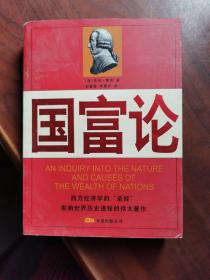 国富论
AN INQUIRY INTO THE NATURE
AND CAUSES OF
THE WEALTH OF NATIONS
西方经济学的“圣经”
影响世界历史进程的伟大著作